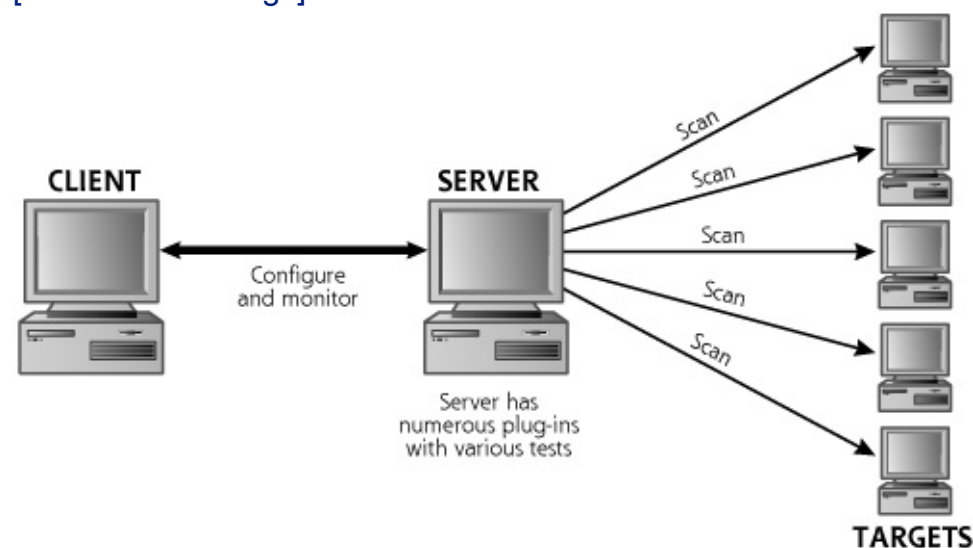 CLIENT
SERVER
Configure
and monitor
Server has
numerous plug-ins
with various tests
Scan
Scan
Scan
Scan
Scan
TARGETS